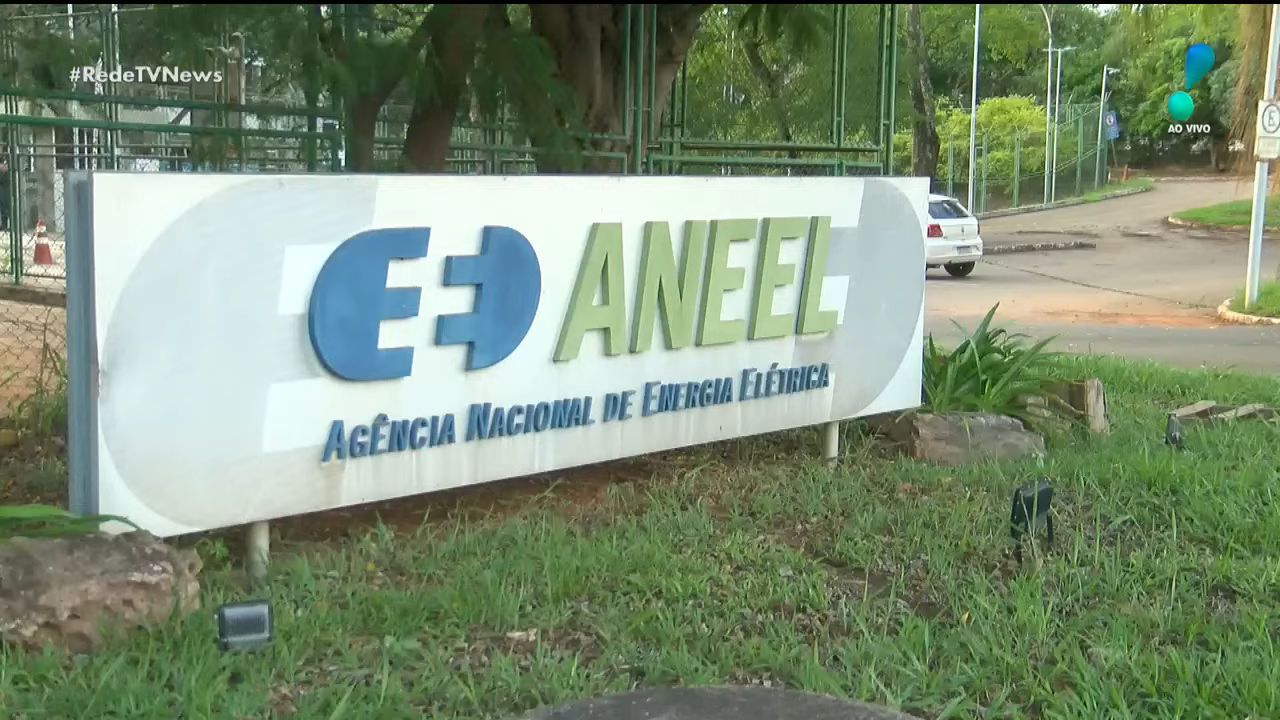 #RedeTVNews
AO VIVO
E
ANEEL
AGÊNCIA NACIONAL DE ENERGIA ELÉTRICA